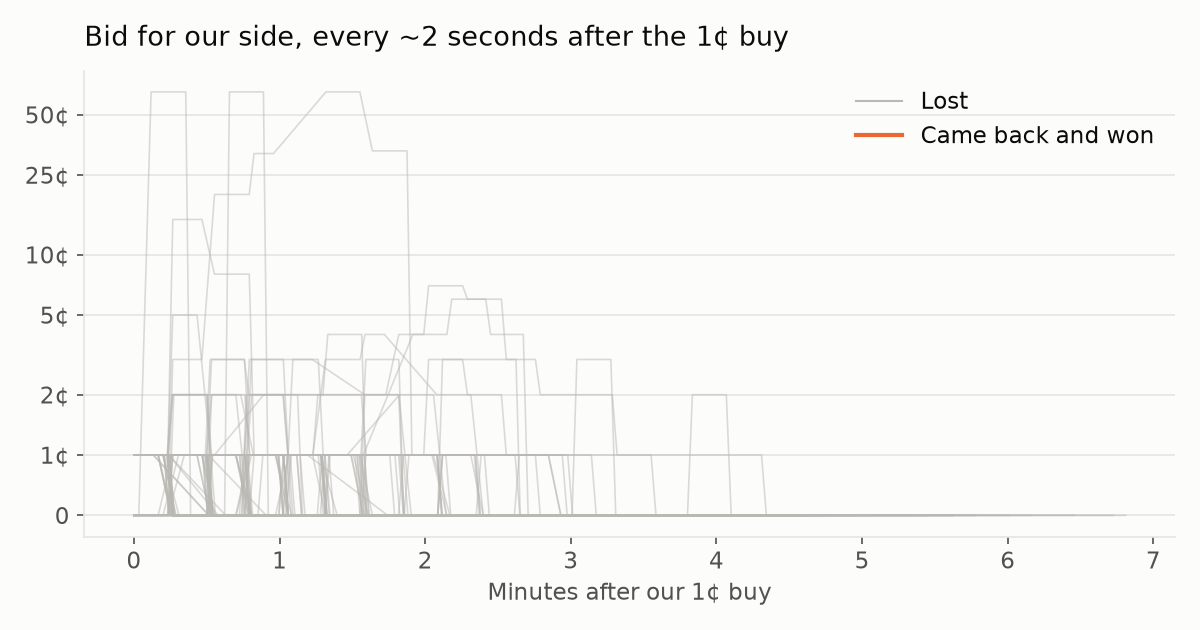 Bid for our side, every ~2 seconds after the 1¢ buy
Lost
Came back and won
50¢
25¢
10¢
5¢
2¢
1¢
0
0 1 2 3 4 5 6 7
Minutes after our 1¢ buy